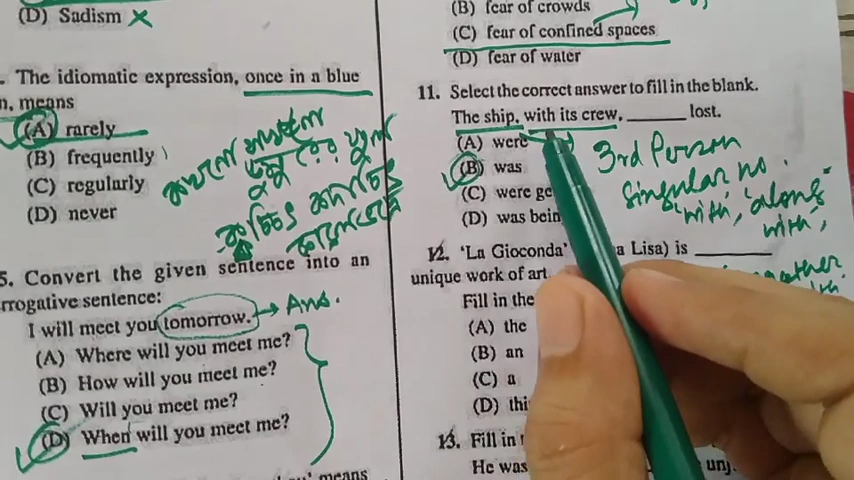 (D) Sadism
The idiomatic expression, once in a blue
n, means
(A) rarely
(B) frequently
(C) regularly
(D) never
5. Convert the given sentence into an
rrogative sentence:
I will meet you tomorrow. → Ans.
(A) Where will you meet me?
(B) How will you meet me?
(C) Will you meet me?
(D) When will you meet me?
means
(B) fear of crowds
(C) fear of confined spaces
(D) fear of water
11. Select the correct answer to fill in the blank.
The ship, with its crew, ______ lost.
(A) were
(B) was
(C) were ge
(D) was bein
3rd Person
Singular no.
'with', 'along
with',
12. 'La Gioconda' a Lisa) is ________
unique work of art.
Fill in the
(A) the
(B) an
(C) a
(D) thi
13. Fill in
He was unj